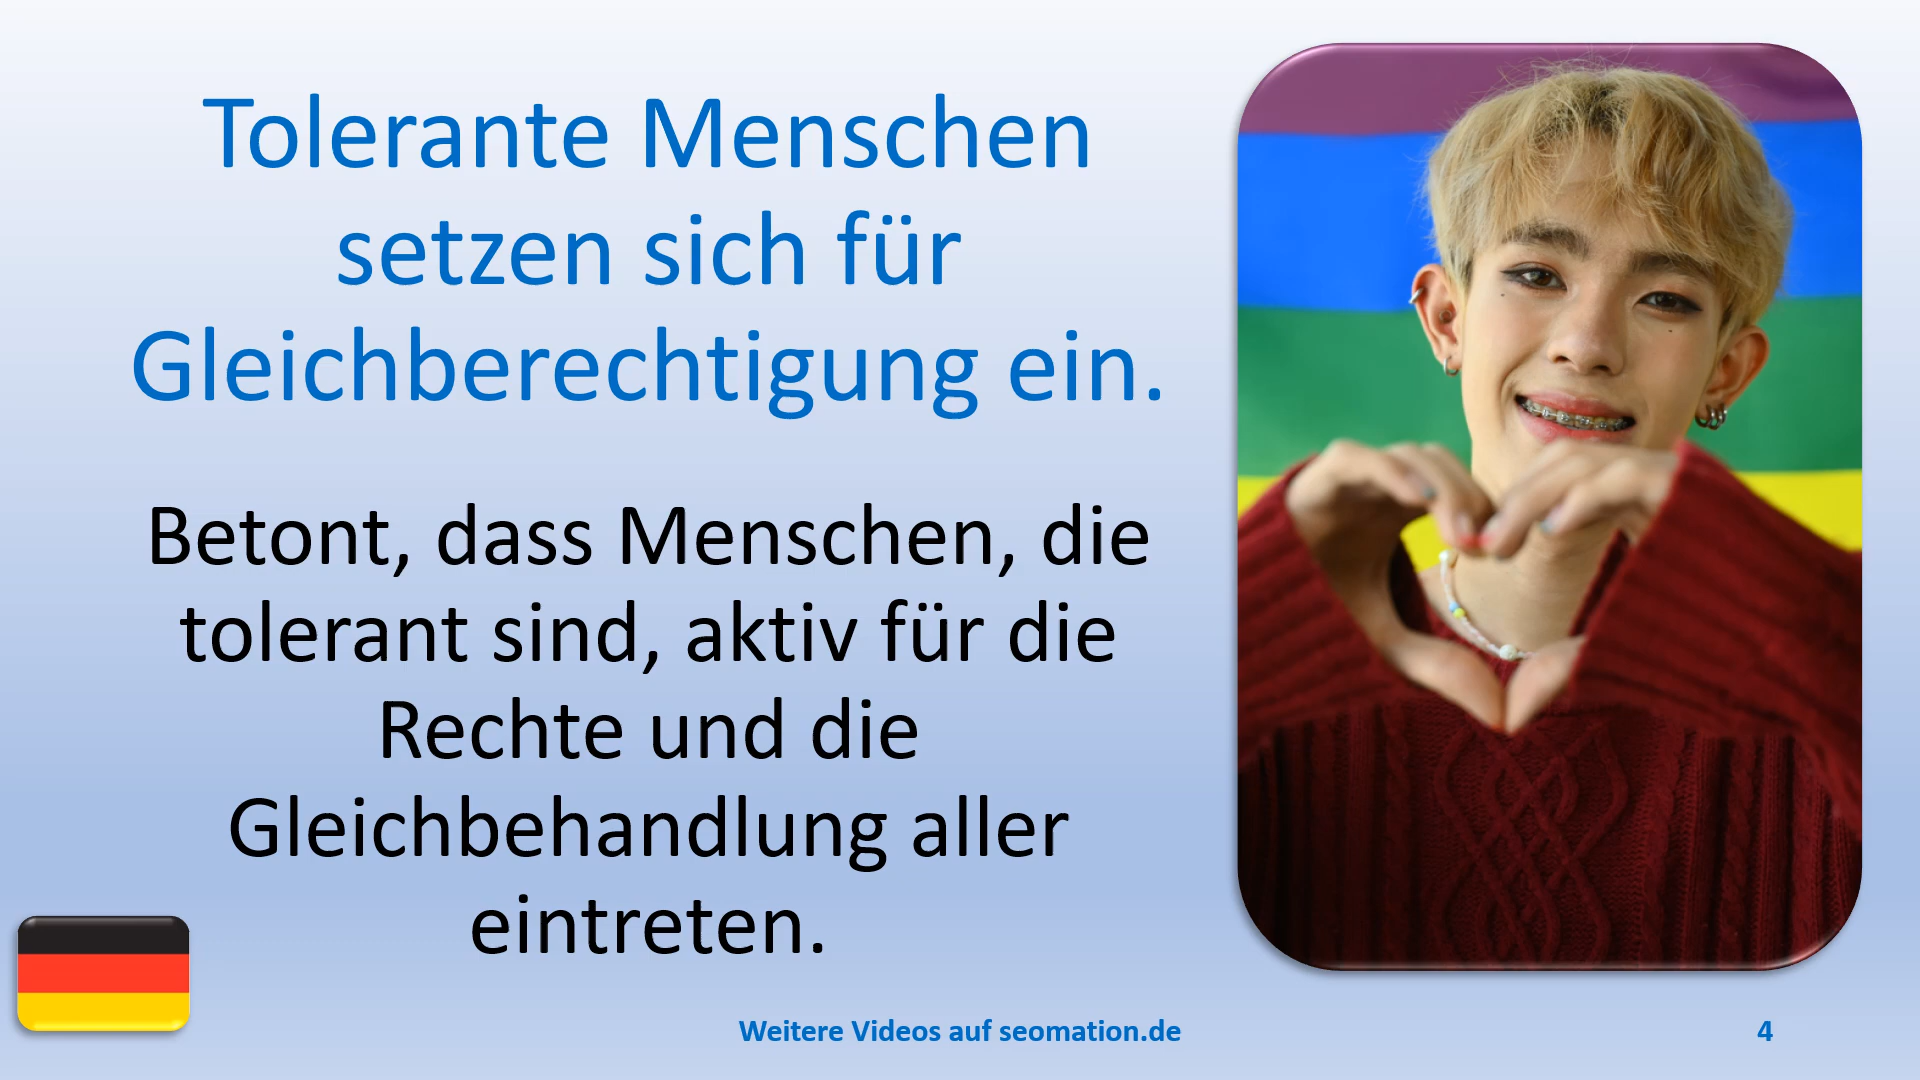 Tolerante Menschen
setzen sich für
Gleichberechtigung ein.
Betont, dass Menschen, die
tolerant sind, aktiv für die
Rechte und die
Gleichbehandlung aller
eintreten.
Weitere Videos auf seomation.de
4